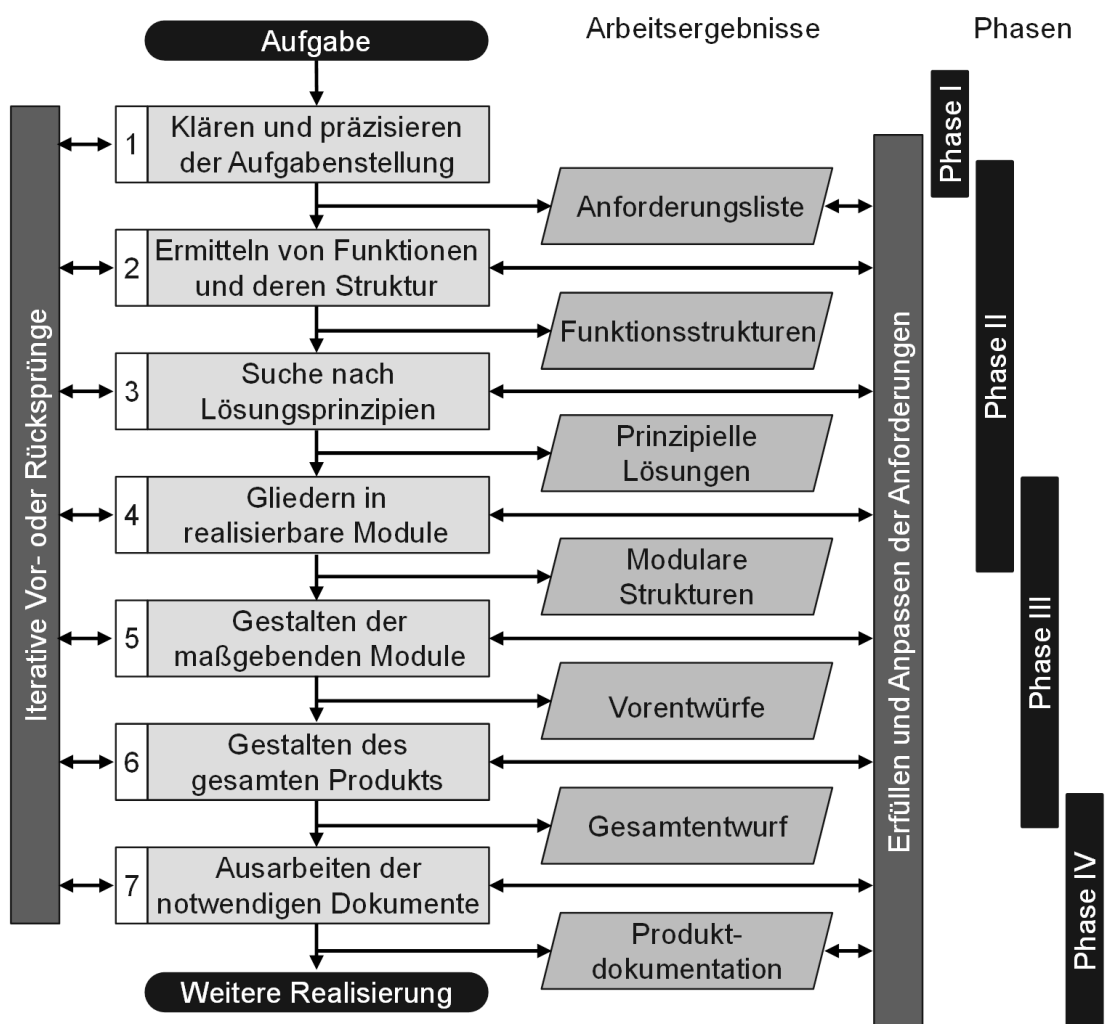 Aufgabe
Arbeitsergebnisse
Phasen
Iterative Vor- oder Rücksprünge
1
Klären und präzisieren
der Aufgabenstellung
Anforderungsliste
2
Ermitteln von Funktionen
und deren Struktur
Funktionsstrukturen
3
Suche nach
Lösungsprinzipien
Prinzipielle
Lösungen
4
Gliedern in
realisierbare Module
Modulare
Strukturen
5
Gestalten der
maßgebenden Module
Vorentwürfe
6
Gestalten des
gesamten Produkts
Gesamtentwurf
7
Ausarbeiten der
notwendigen Dokumente
Produkt-
dokumentation
Weitere Realisierung
Erfüllen und Anpassen der Anforderungen
Phase I
Phase II
Phase III
Phase IV